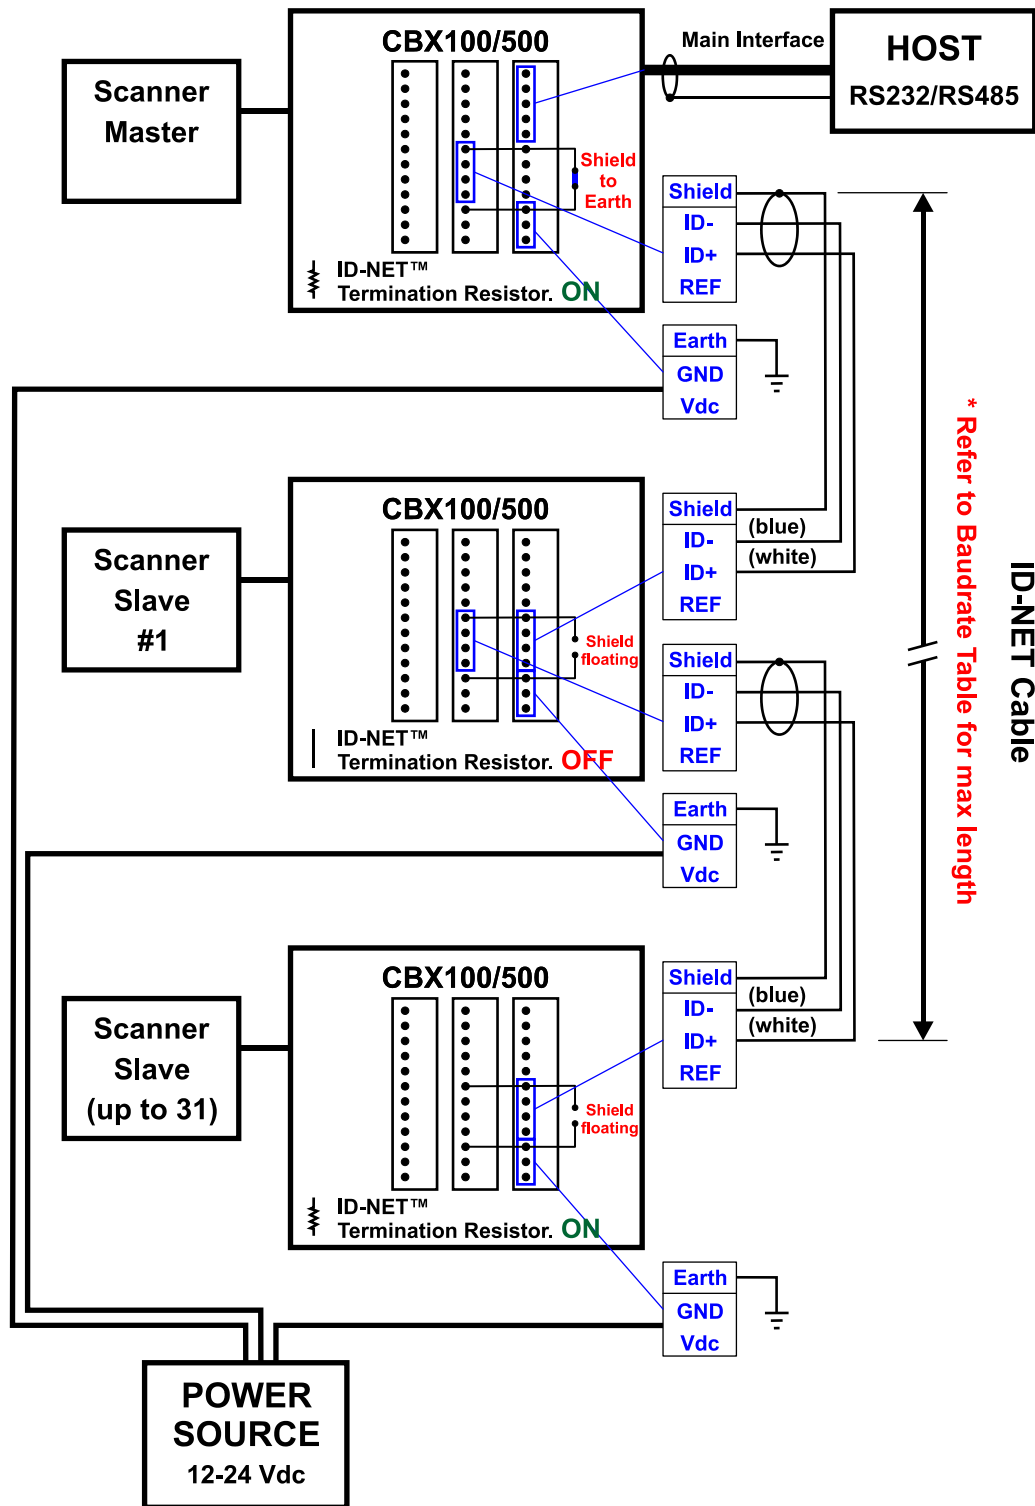 CBX100/500
Main Interface
HOST
RS232/RS485
Scanner
Master
Shield
to
Earth
Shield
ID-
ID+
REF
ID-NET™
Termination Resistor. ON
Earth
GND
Vdc
* Refer to Baudrate Table for max length
ID-NET Cable
CBX100/500
Scanner
Slave
#1
Shield
ID-
(blue)
ID+
(white)
REF
Shield
floating
Shield
ID-
ID+
REF
ID-NET™
Termination Resistor. OFF
Earth
GND
Vdc
CBX100/500
Scanner
Slave
(up to 31)
Shield
ID-
(blue)
ID+
(white)
REF
Shield
floating
ID-NET™
Termination Resistor. ON
Earth
GND
Vdc
POWER
SOURCE
12-24 Vdc